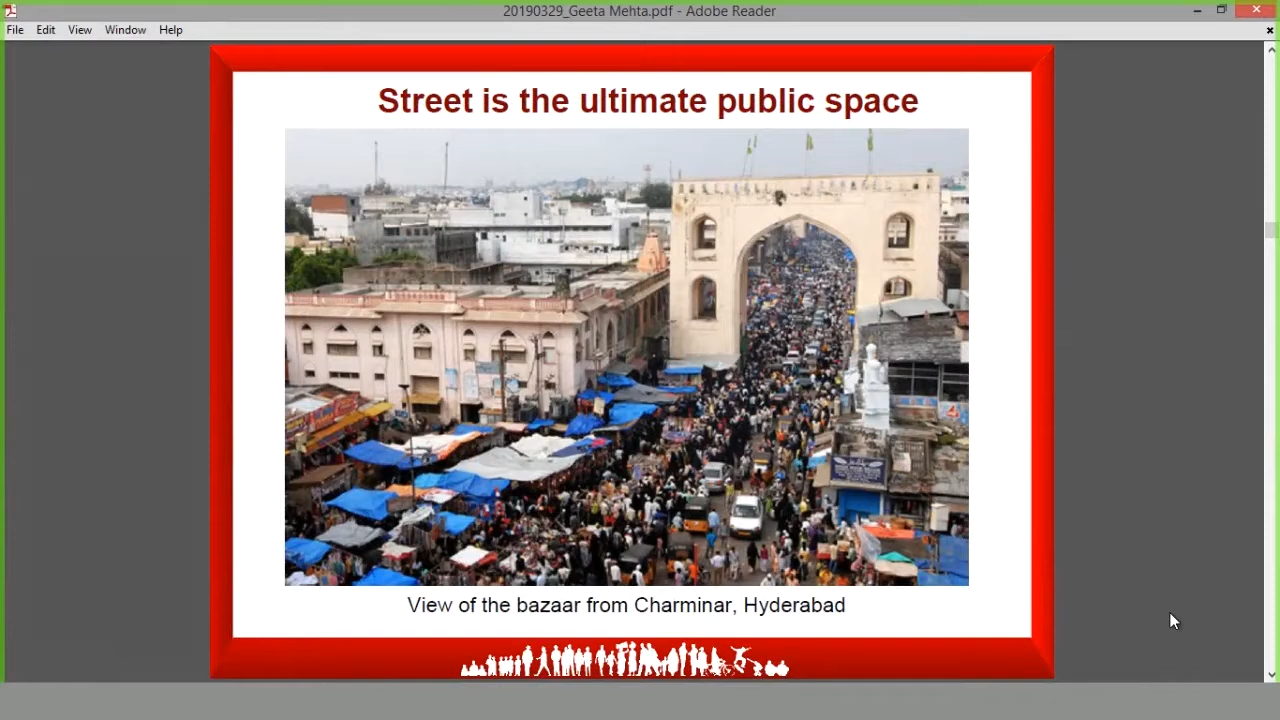 20190329_Geeta Mehta.pdf - Adobe Reader
File Edit View Window Help
Street is the ultimate public space
View of the bazaar from Charminar, Hyderabad